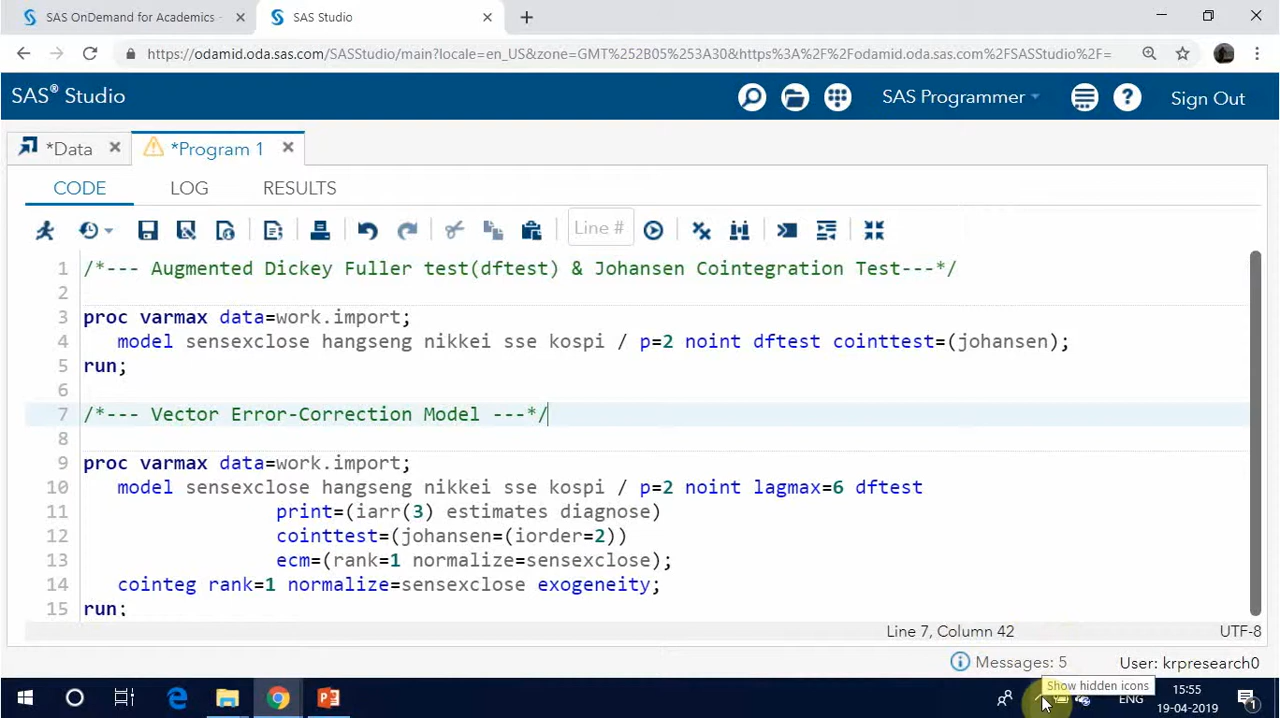 SAS OnDemand for Academics
SAS Studio
https://odamid.oda.sas.com/SASStudio/main?locale=en_US&zone=GMT%252B05%253A30&https%3A%2F%2Fodamid.oda.sas.com%2FSASStudio%2F=
SAS® Studio
SAS Programmer
Sign Out
*Data
*Program 1
CODE
LOG
RESULTS
Line #
1 /*--- Augmented Dickey Fuller test(dftest) & Johansen Cointegration Test---*/
2
3 proc varmax data=work.import;
4 model sensexclose hangseng nikkei sse kospi / p=2 noint dftest cointtest=(johansen);
5 run;
6
7 /*--- Vector Error-Correction Model ---*/
8
9 proc varmax data=work.import;
10 model sensexclose hangseng nikkei sse kospi / p=2 noint lagmax=6 dftest
11 print=(iarr(3) estimates diagnose)
12 cointtest=(johansen=(iorder=2))
13 ecm=(rank=1 normalize=sensexclose);
14 cointeg rank=1 normalize=sensexclose exogeneity;
15 run;
Line 7, Column 42
UTF-8
Messages: 5
User: krpresearch0
Show hidden icons
ENG
15:55
19-04-2019
1